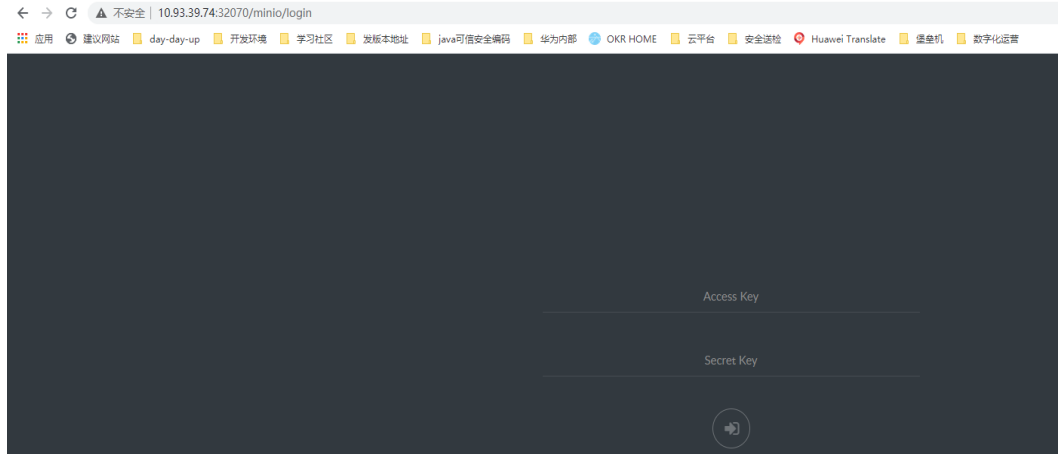 不安全 | 10.93.39.74:32070/minio/login
应用 建议网站 day-day-up 开发环境 学习社区 发版本地址 java可信安全编码 华为内部 OKR HOME 云平台 安全送检 Huawei Translate 堡垒机 数字化运营
Access Key
Secret Key